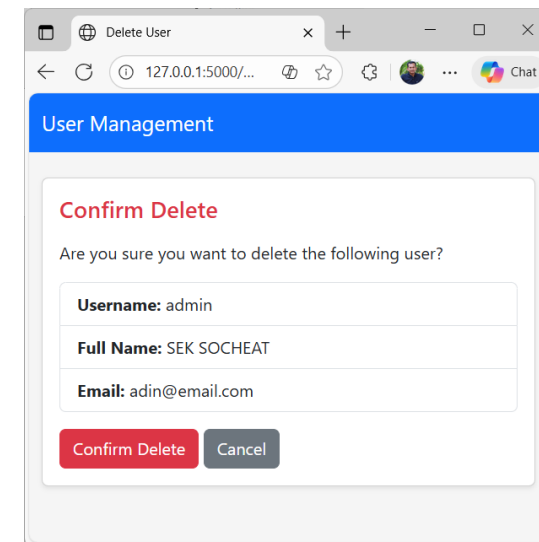 Delete User
127.0.0.1:5000/...
Chat
User Management
Confirm Delete
Are you sure you want to delete the following user?
Username: admin
Full Name: SEK SOCHEAT
Email: adin@email.com
Confirm Delete
Cancel